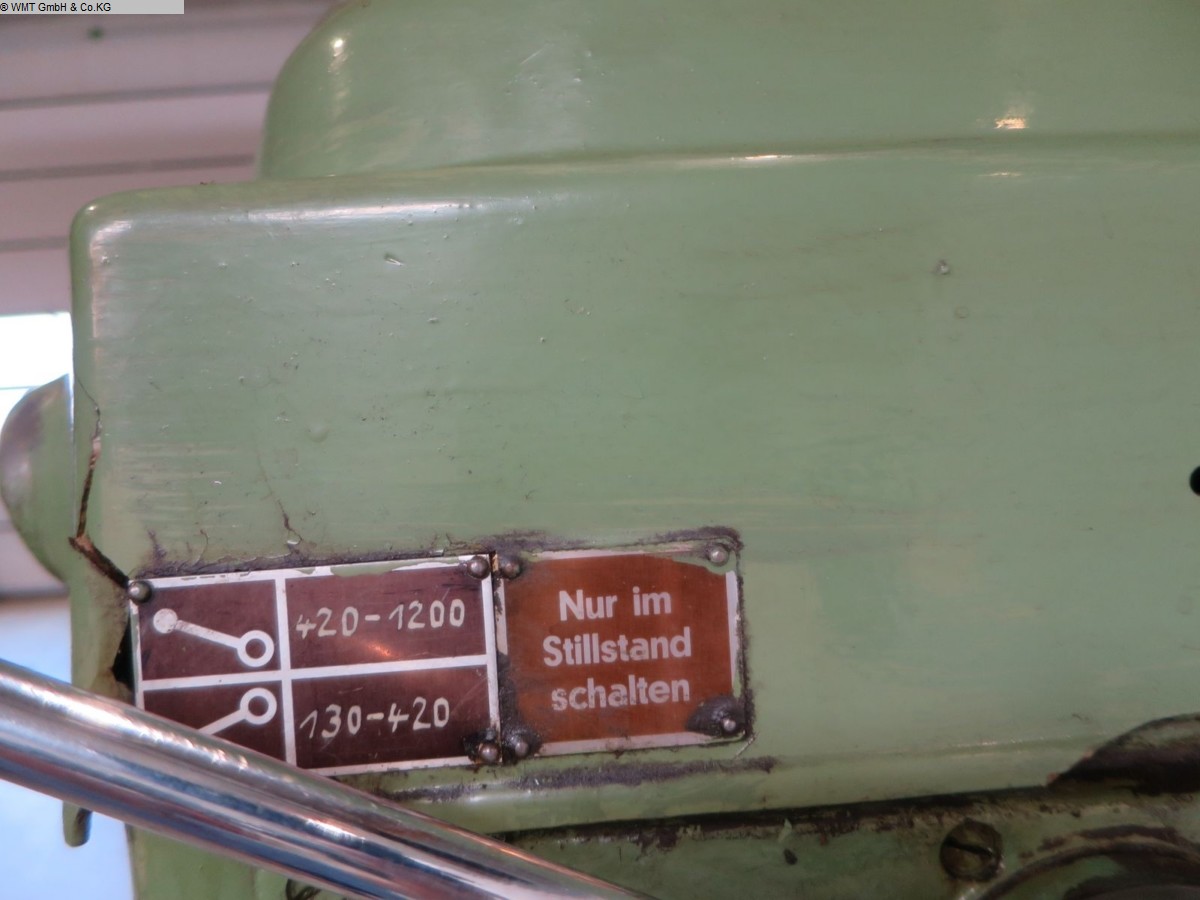 © WMT GmbH & Co.KG
420-1200
130-420
Nur im
Stillstand
schalten